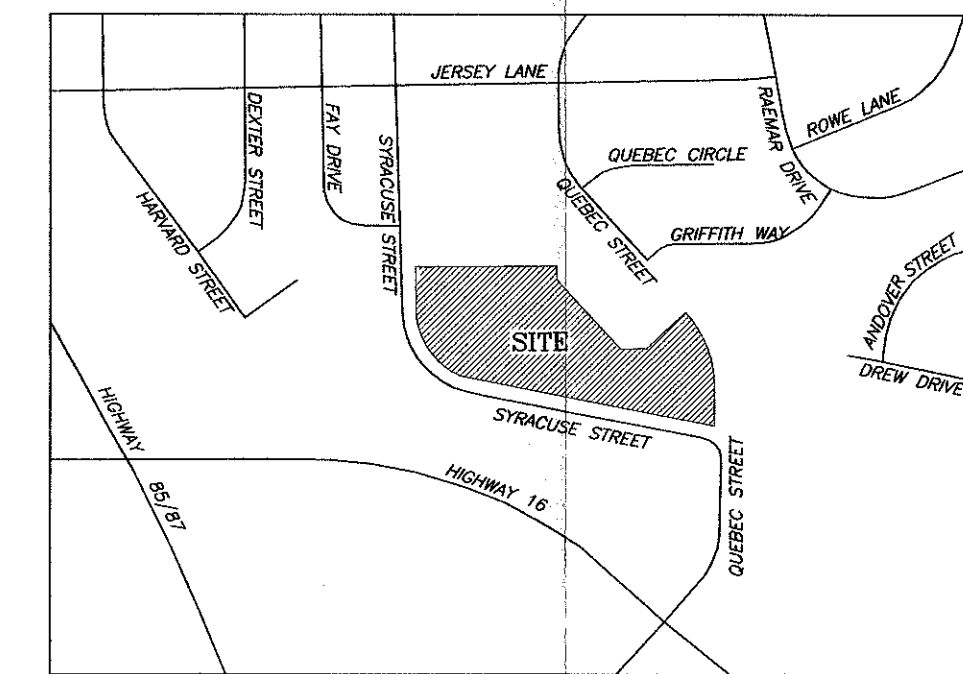 JERSEY LANE
DEXTER STREET
FAY DRIVE
SYRACUSE STREET
RAEMAR DRIVE
ROWE LANE
QUEBEC CIRCLE
QUEBEC STREET
HARVARD STREET
GRIFFITH WAY
ANDOVER STREET
SITE
DREW DRIVE
HIGHWAY
85/87
SYRACUSE STREET
QUEBEC STREET
HIGHWAY 16